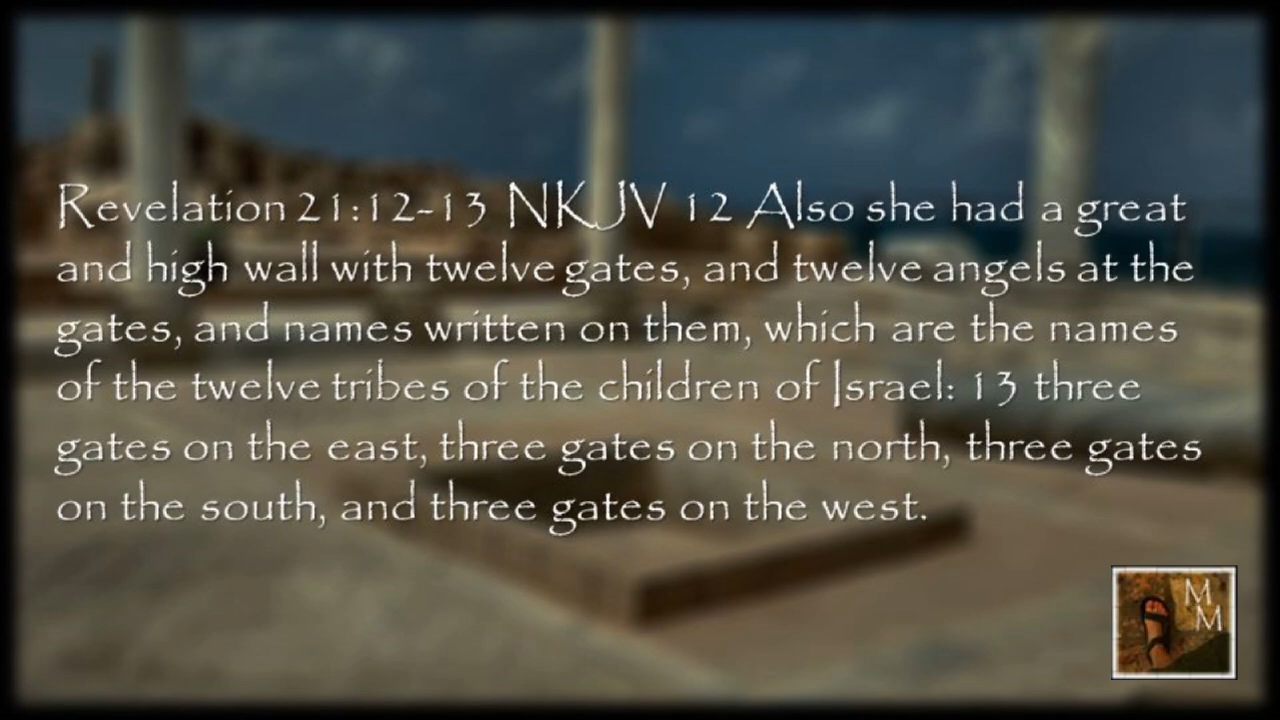 Revelation 21:12-13 NKJV 12 Also she had a great
and high wall with twelve gates, and twelve angels at the
gates, and names written on them, which are the names
of the twelve tribes of the children of Israel: 13 three
gates on the east, three gates on the north, three gates
on the south, and three gates on the west.
M
M